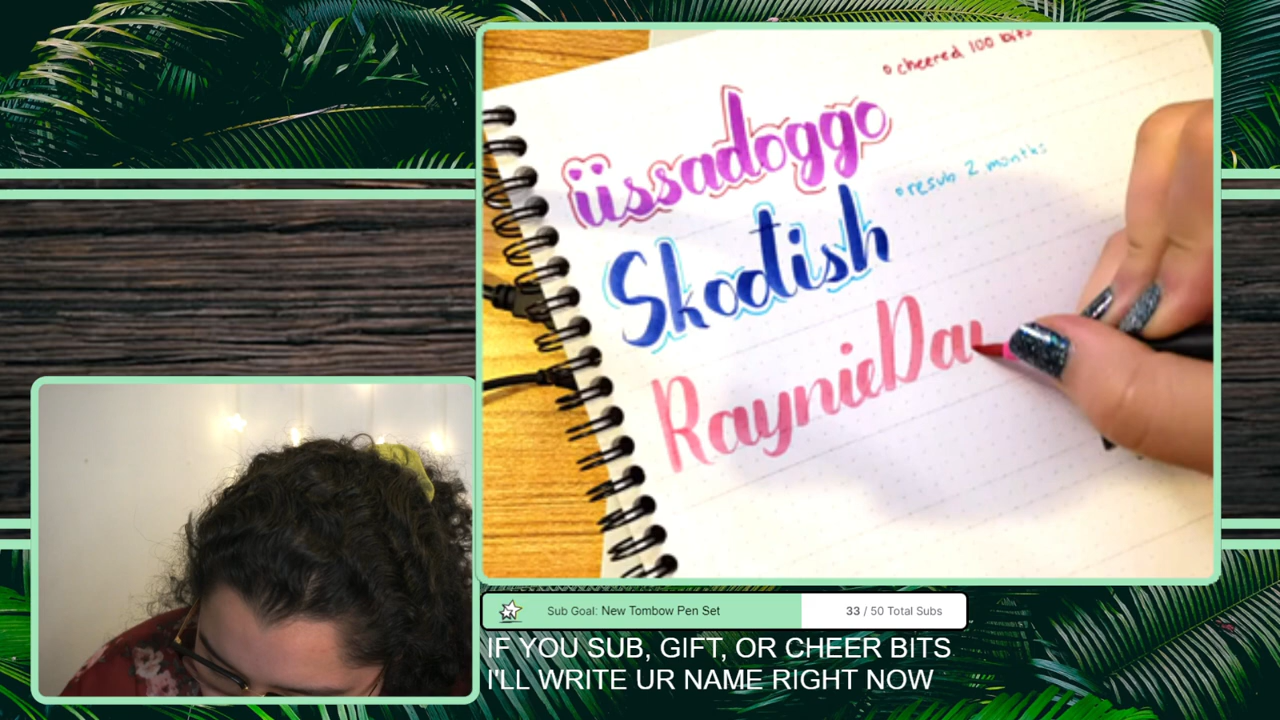 cheered 100 bits
iissadoggo
resub 2 months
Skodish
RaynieDa
Sub Goal: New Tombow Pen Set
33 / 50 Total Subs
IF YOU SUB, GIFT, OR CHEER BITS
I'LL WRITE UR NAME RIGHT NOW